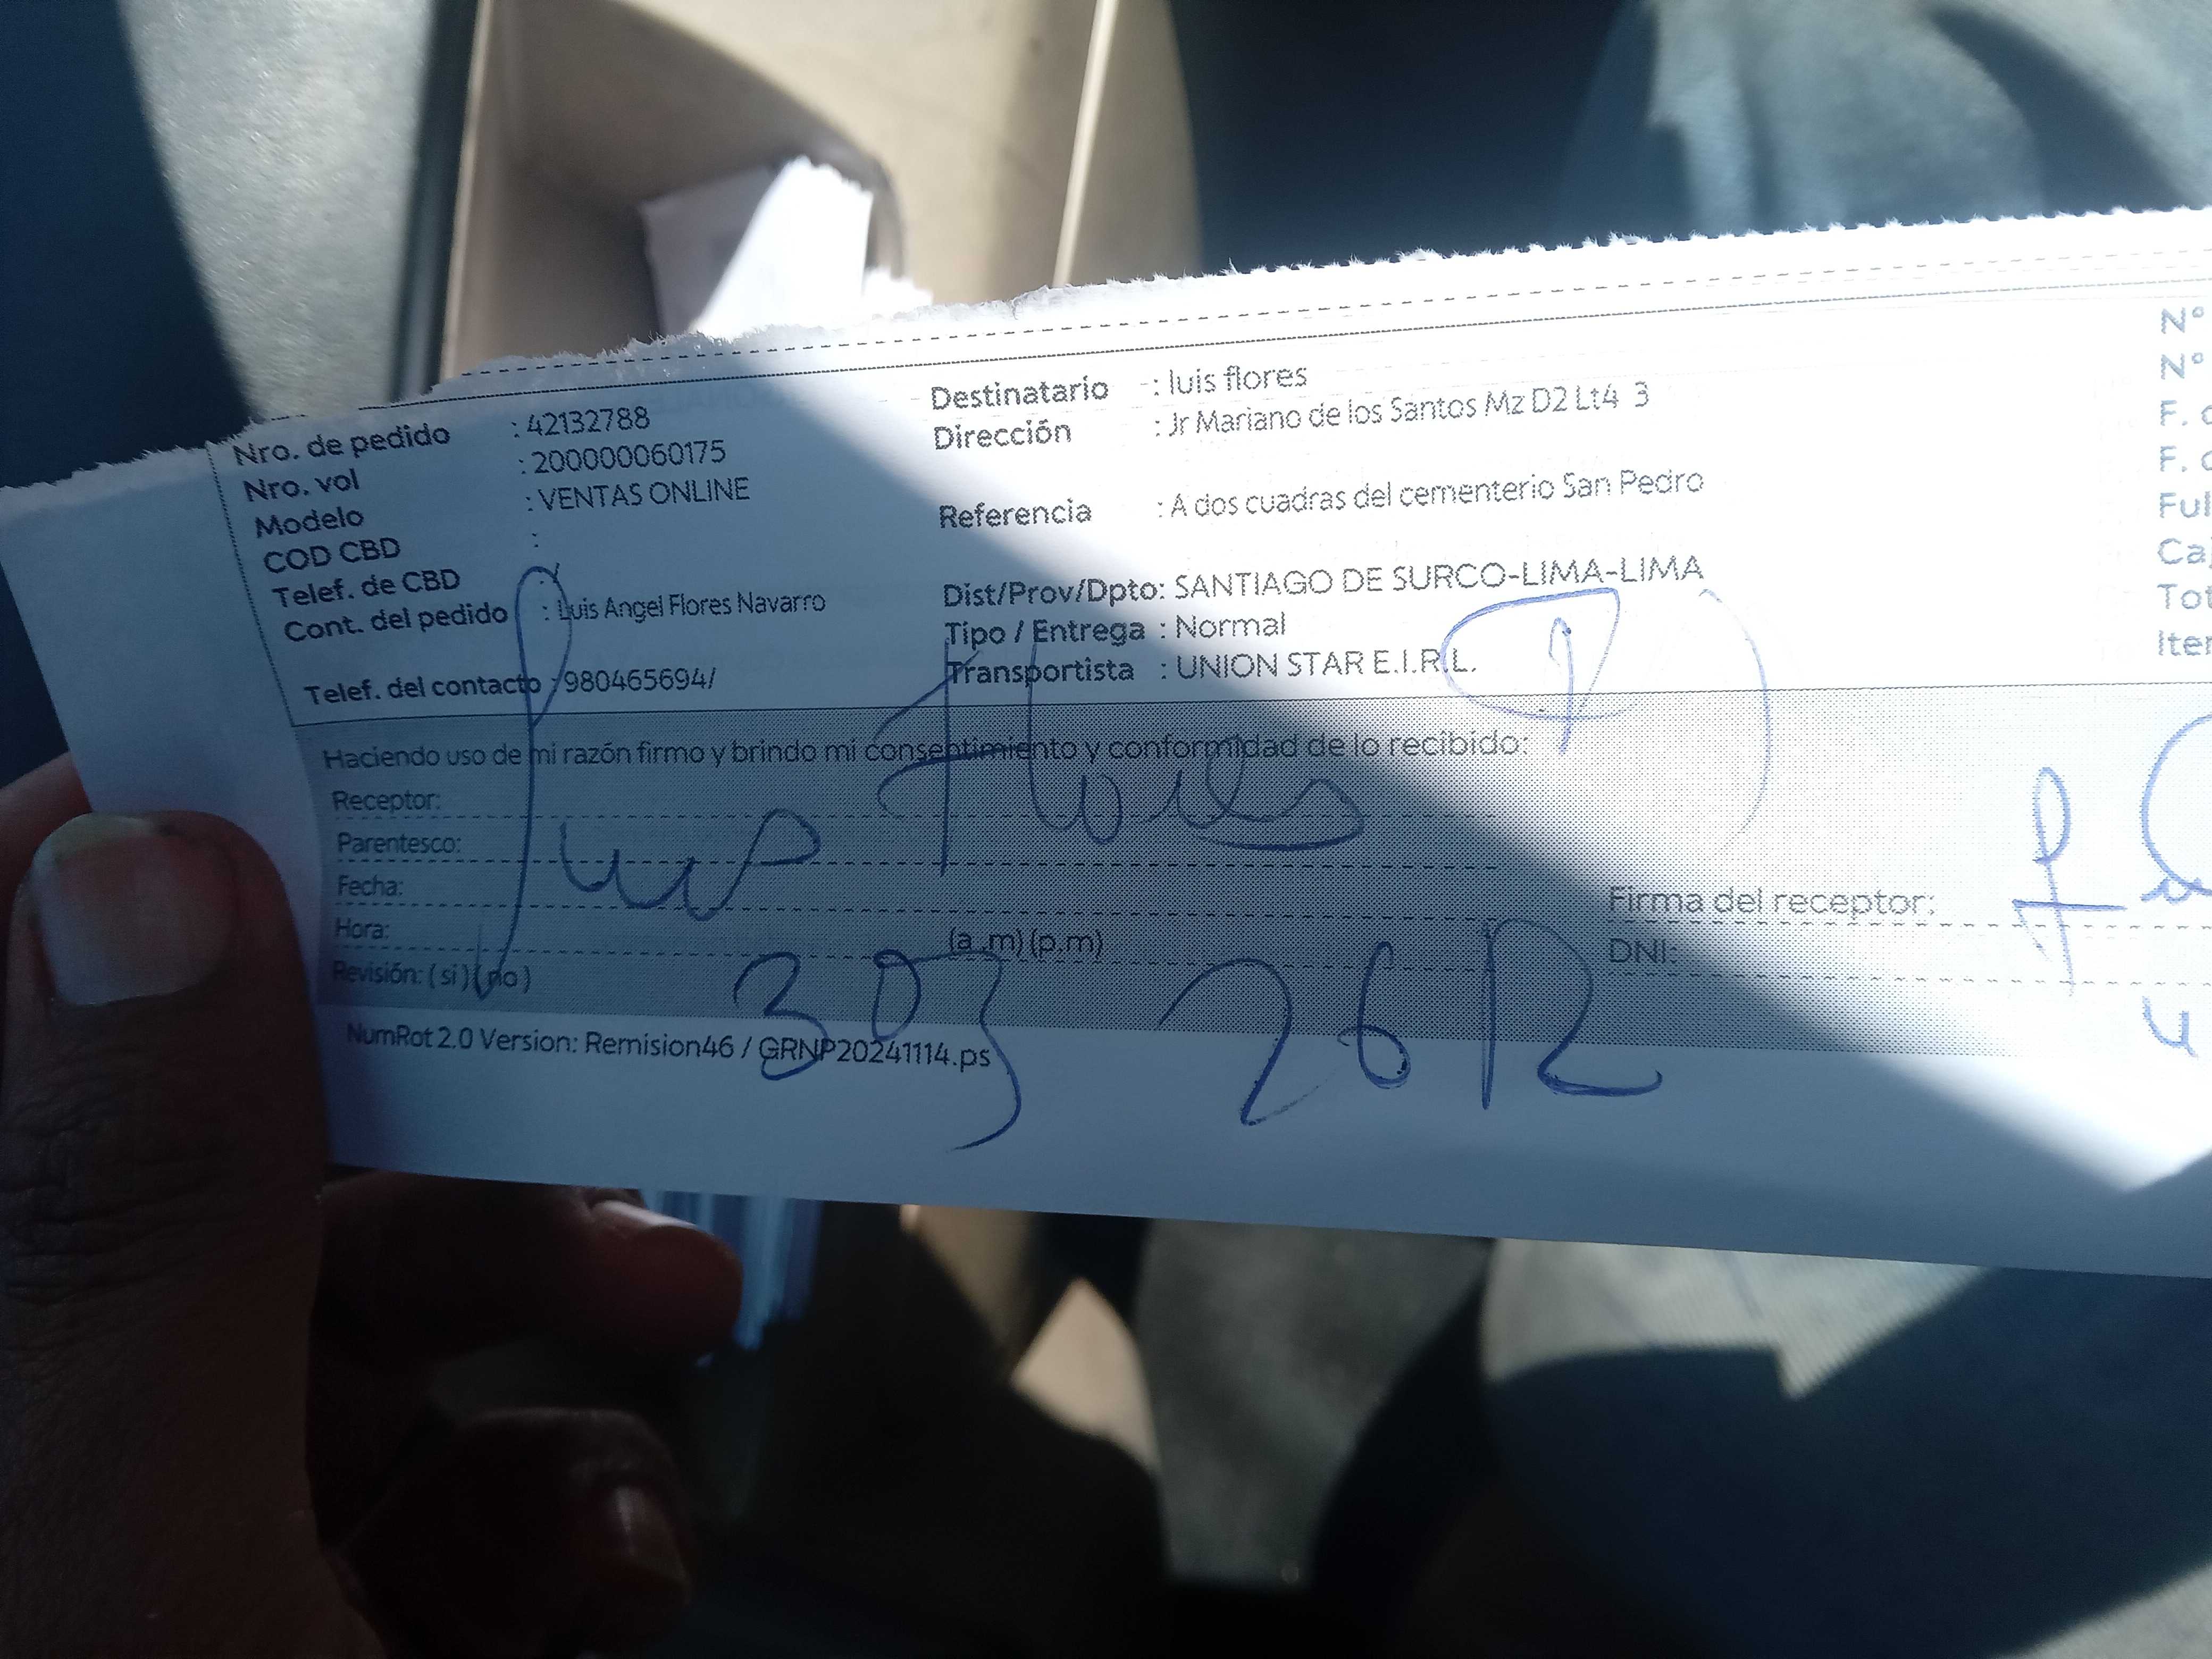 Nro. de pedido : 42132788
Nro. vol : 200000060175
Modelo : VENTAS ONLINE
COD CBD :
Telef. de CBD :
Cont. del pedido : Luis Angel Flores Navarro
Telef. del contacto : 980465694/
Destinatario : luis flores
Dirección : Jr Mariano de los Santos Mz D2 Lt4 3
Referencia : A dos cuadras del cementerio San Pedro
Dist/Prov/Dpto: SANTIAGO DE SURCO-LIMA-LIMA
Tipo / Entrega : Normal
Transportista : UNION STAR E.I.R.L.
N°
N°
F.
F.
Ful
Tot
Haciendo uso de mi razón firmo y brindo mi consentimiento y conformidad de lo recibido:
Receptor:
Parentesco:
Fecha:
Hora: (a .m) (p.m)
Revisión: ( si ) ( no )
Luis Flores
Firma del receptor:
DNI:
NumRot 2.0 Version: Remision46 / GRNP20241114.ps